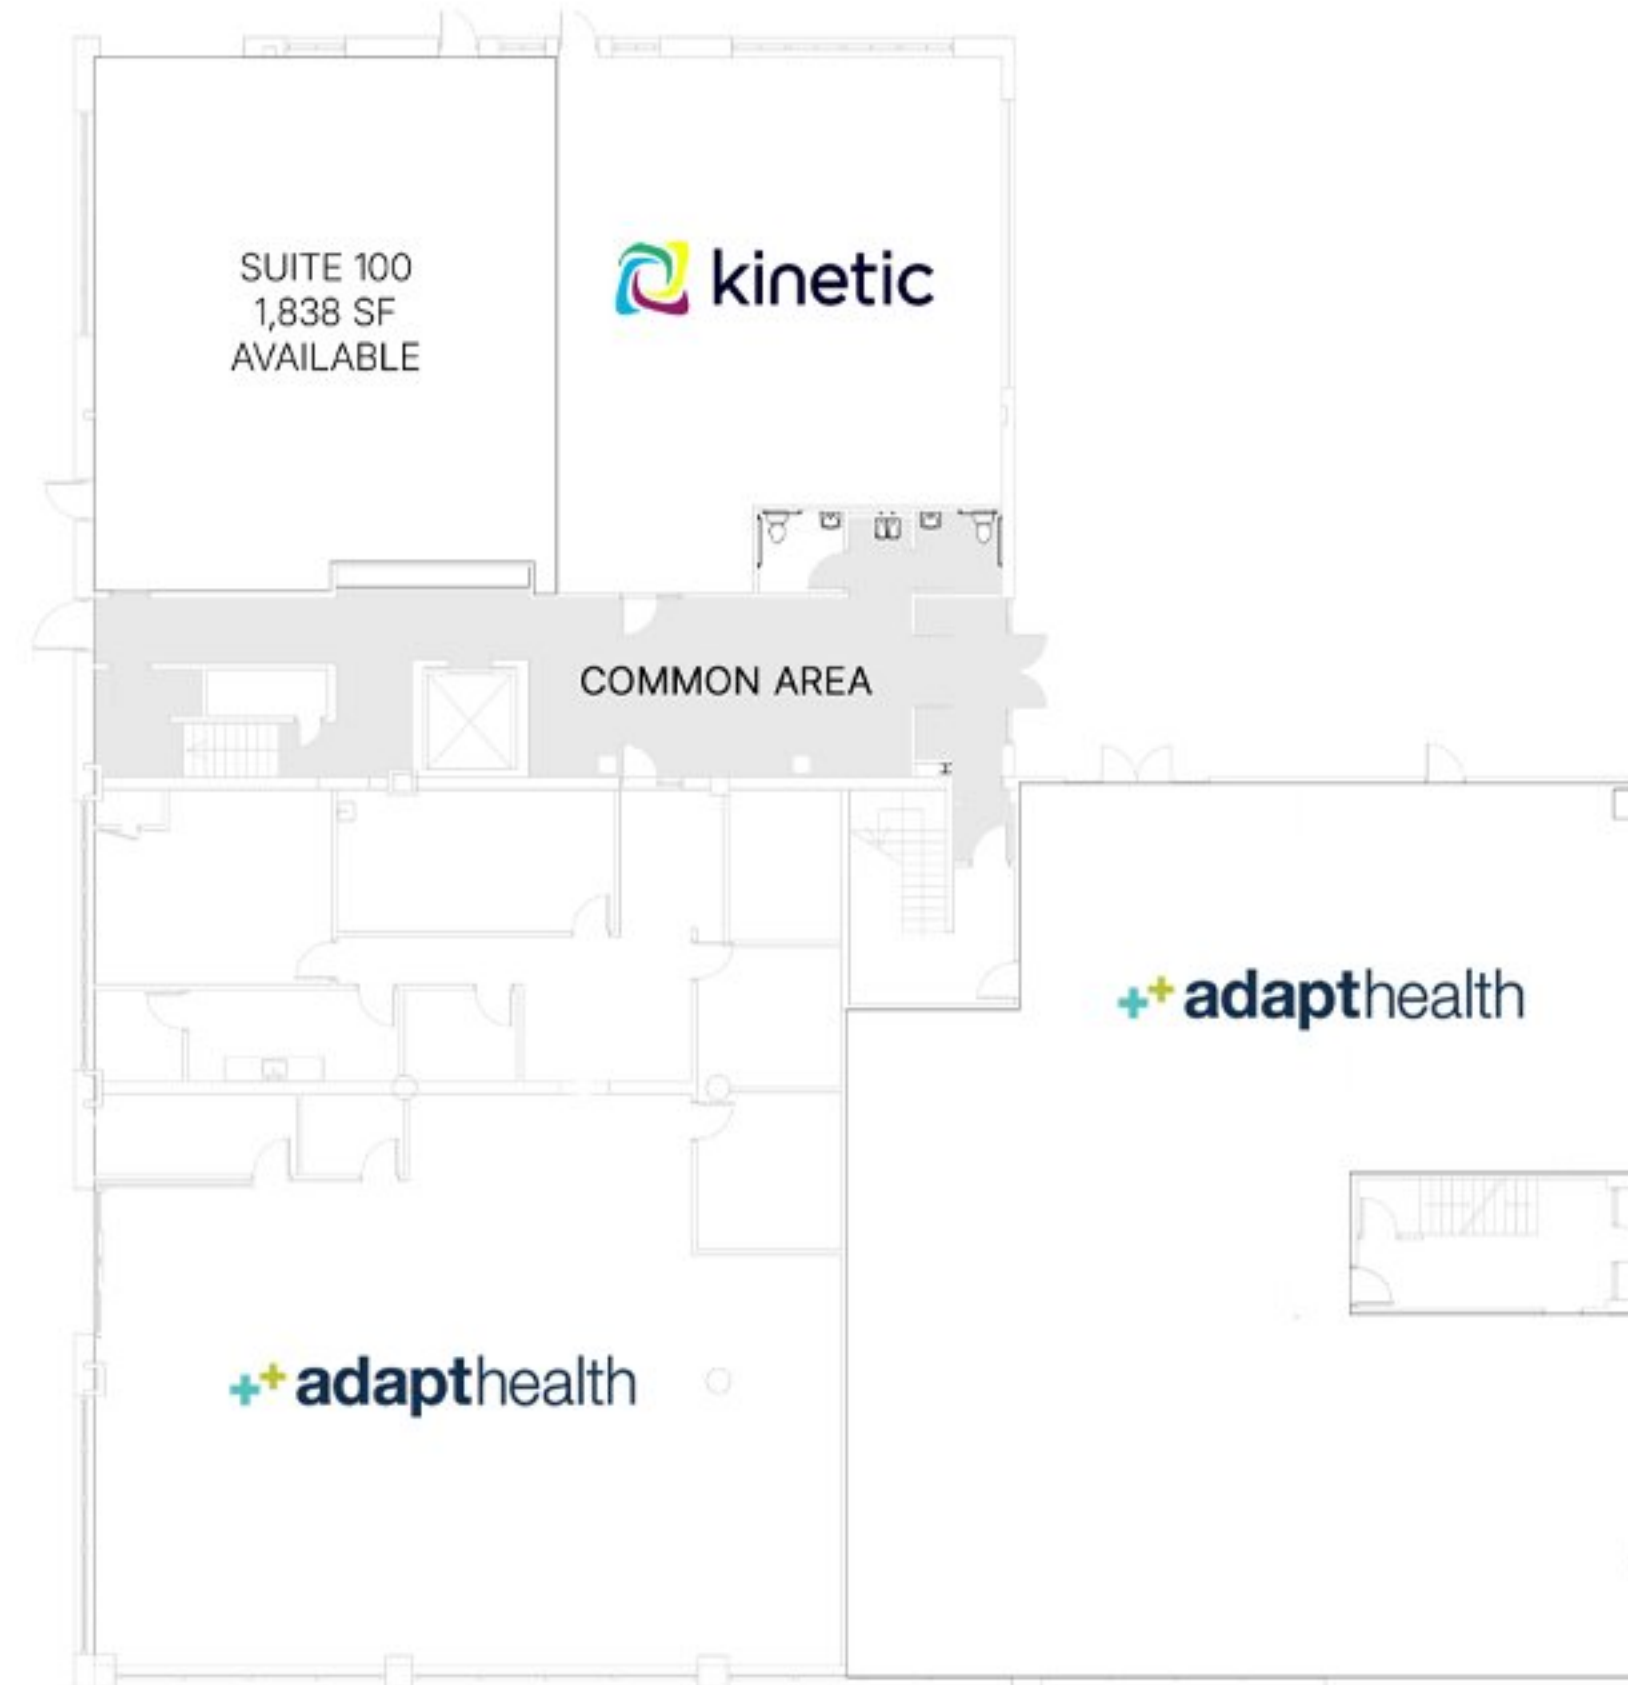 SUITE 100
1,838 SF
AVAILABLE
kinetic
COMMON AREA
adapthealth
adapthealth